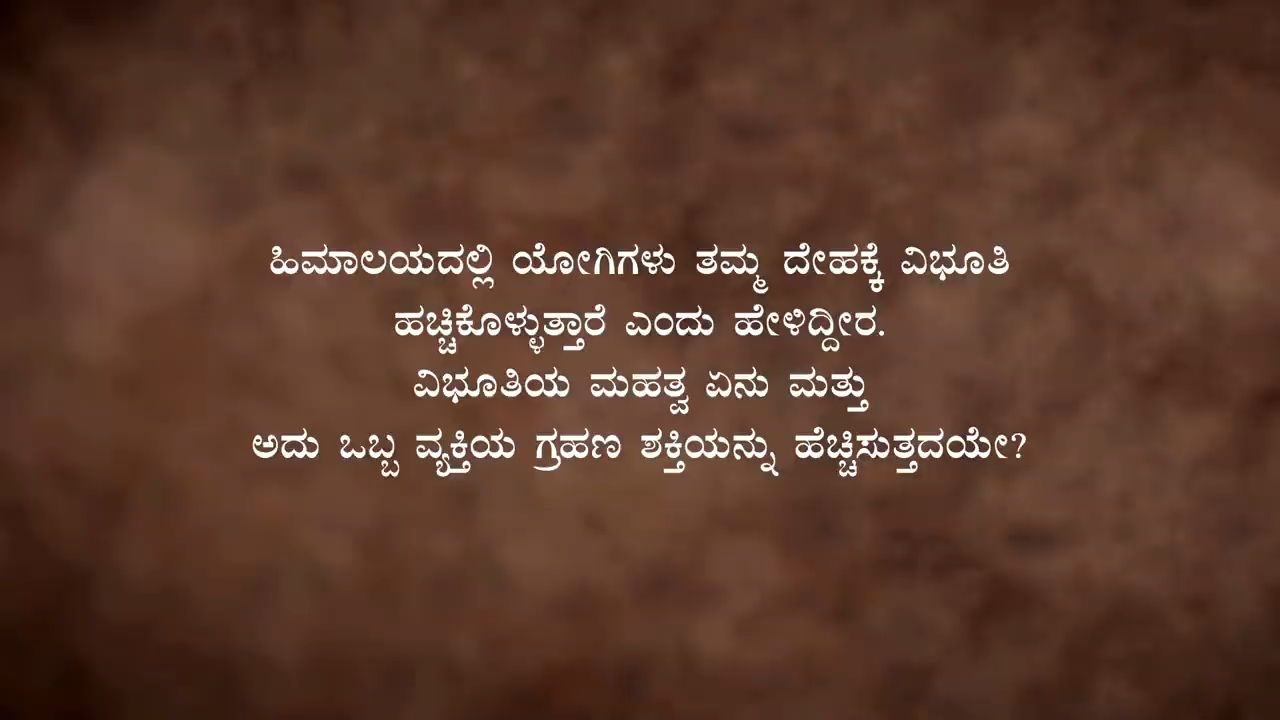 ಹಿಮಾಲಯದಲ್ಲಿ ಯೋಗಿಗಳು ತಮ್ಮ ದೇಹಕ್ಕೆ ವಿಭೂತಿ
ಹಚ್ಚಿಕೊಳ್ಳುತ್ತಾರೆ ಎಂದು ಹೇಳಿದ್ದೀರ.
ವಿಭೂತಿಯ ಮಹತ್ವ ಏನು ಮತ್ತು
ಅದು ಒಬ್ಬ ವ್ಯಕ್ತಿಯ ಗ್ರಹಣ ಶಕ್ತಿಯನ್ನು ಹೆಚ್ಚಿಸುತ್ತದಯೇ?